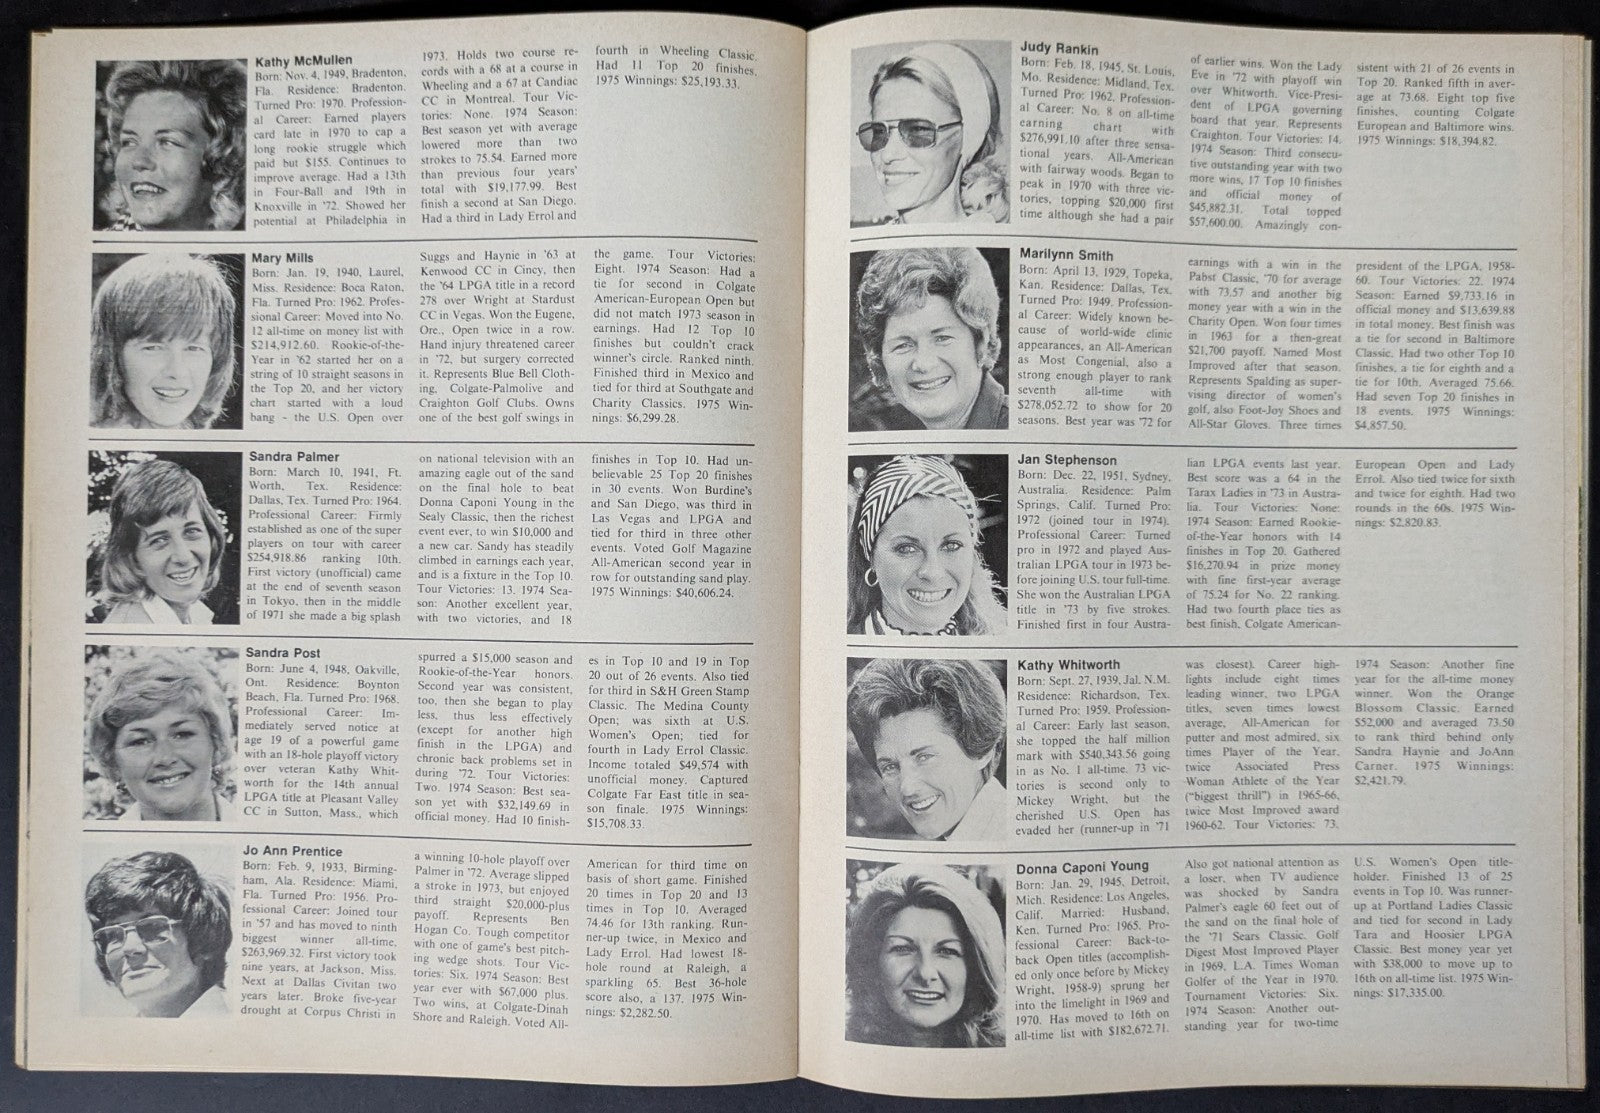 Kathy McMullen
Born: Nov. 4, 1949, Bradenton,
Fla. Residence: Bradenton.
Turned Pro: 1970. Profession-
al Career: Earned players
card late in 1970 to cap a
long rookie struggle which
paid but $155. Continues to
improve average. Had a 13th
in Four-Ball and 19th in
Knoxville in '72. Showed her
potential at Philadelphia in
1973. Holds two course re-
cords with a 68 at a course in
Wheeling and a 67 at Candiac
CC in Montreal. Tour Vic-
tories: None. 1974 Season:
Best season yet with average
lowered more than two
strokes to 75.54. Earned more
than previous four years'
total with $19,177.99. Best
finish a second at San Diego.
Had a third in Lady Errol and
fourth in Wheeling Classic.
Had 11 Top 20 finishes.
1975 Winnings: $25,193.33.
Mary Mills
Born: Jan. 19, 1940, Laurel,
Miss. Residence: Boca Raton,
Fla. Turned Pro: 1962. Profes-
sional Career: Moved into No.
12 all-time on money list with
$214,912.60. Rookie-of-the-
Year in '62 started her on a
string of 10 straight seasons in
the Top 20, and her victory
chart started with a loud
bang - the U.S. Open over
Suggs and Haynie in '63 at
Kenwood CC in Cincy, then
the '64 LPGA title in a record
278 over Wright at Stardust
CC in Vegas. Won the Eugene,
Ore., Open twice in a row.
Hand injury threatened career
in '72, but surgery corrected
it. Represents Blue Bell Cloth-
ing, Colgate-Palmolive and
Craighton Golf Clubs. Owns
one of the best golf swings in
the game. Tour Victories:
Eight. 1974 Season: Had a
tie for second in Colgate
American-European Open but
did not match 1973 season in
earnings. Had 12 Top 10
finishes but couldn't crack
winner's circle. Ranked ninth.
Finished third in Mexico and
tied for third at Southgate and
Charity Classics. 1975 Win-
nings: $6,299.28.
Sandra Palmer
Born: March 10, 1941, Ft.
Worth, Tex. Residence:
Dallas, Tex. Turned Pro: 1964.
Professional Career: Firmly
established as one of the super
players on tour with career
$254,918.86 ranking 10th.
First victory (unofficial) came
at the end of seventh season
in Tokyo, then in the middle
of 1971 she made a big splash
on national television with an
amazing eagle out of the sand
on the final hole to beat
Donna Caponi Young in the
Sealy Classic, then the richest
event ever, to win $10,000 and
a new car. Sandy has steadily
climbed in earnings each year,
and is a fixture in the Top 10.
Tour Victories: 13. 1974 Sea-
son: Another excellent year,
with two victories, and 18
finishes in Top 10. Had un-
believable 25 Top 20 finishes
in 30 events. Won Burdine's
and San Diego, was third in
Las Vegas and LPGA and
tied for third in three other
events. Voted Golf Magazine
All-American second year in
row for outstanding sand play.
1975 Winnings: $40,606.24.
Sandra Post
Born: June 4, 1948, Oakville,
Ont. Residence: Boynton
Beach, Fla. Turned Pro: 1968.
Professional Career: Im-
mediately served notice at
age 19 of a powerful game
with an 18-hole playoff victory
over veteran Kathy Whit-
worth for the 14th annual
LPGA title at Pleasant Valley
CC in Sutton, Mass., which
spurred a $15,000 season and
Rookie-of-the-Year honors.
Second year was consistent,
too, then she began to play
less, thus less effectively
(except for another high
finish in the LPGA) and
chronic back problems set in
during '72. Tour Victories:
Two. 1974 Season: Best sea-
son yet with $32,149.69 in
official money. Had 10 finish-
es in Top 10 and 19 in Top
20 out of 26 events. Also tied
for third in S&H Green Stamp
Classic. The Medina County
Open; was sixth at U.S.
Women's Open; tied for
fourth in Lady Errol Classic.
Income totaled $49,574 with
unofficial money. Captured
Colgate Far East title in sea-
son finale. 1975 Winnings:
$15,708.33.
Jo Ann Prentice
Born: Feb. 9, 1933, Birming-
ham, Ala. Residence: Miami,
Fla. Turned Pro: 1956. Pro-
fessional Career: Joined tour
in '57 and has moved to ninth
biggest winner all-time,
$263,969.32. First victory took
nine years, at Jackson, Miss.
Next at Dallas Civitan two
years later. Broke five-year
drought at Corpus Christi in
a winning 10-hole playoff over
Palmer in '72. Average slipped
a stroke in 1973, but enjoyed
third straight $20,000-plus
payoff. Represents Ben
Hogan Co. Tough competitor
with one of game's best pitch-
ing wedge shots. Tour Vic-
tories: Six. 1974 Season: Best
year ever with $67,000 plus.
Two wins, at Colgate-Dinah
Shore and Raleigh. Voted All-
American for third time on
basis of short game. Finished
20 times in Top 20 and 13
times in Top 10. Averaged
74.46 for 13th ranking. Run-
ner-up twice, in Mexico and
Lady Errol. Had lowest 18-
hole round at Raleigh, a
sparkling 65. Best 36-hole
score also, a 137. 1975 Win-
nings: $2,282.50.
Judy Rankin
Born: Feb. 18, 1945, St. Louis,
Mo. Residence: Midland, Tex.
Turned Pro: 1962. Profession-
al Career: No. 8 on all-time
earning chart with
$276,991.10 after three sensa-
tional years. All-American
with fairway woods. Began to
peak in 1970 with three vic-
tories, topping $20,000 first
time although she had a pair
of earlier wins. Won the Lady
Eve in '72 with playoff win
over Whitworth. Vice-Presi-
dent of LPGA governing
board that year. Represents
Craighton. Tour Victories: 14.
1974 Season: Third consecu-
tive outstanding year with two
more wins, 17 Top 10 finishes
and official money of
$45,882.31. Total topped
$57,600.00. Amazingly con-
sistent with 21 of 26 events in
Top 20. Ranked fifth in aver-
age at 73.68. Eight top five
finishes, counting Colgate
European and Baltimore wins.
1975 Winnings: $18,394.82.
Marilynn Smith
Born: April 13, 1929, Topeka,
Kan. Residence: Dallas, Tex.
Turned Pro: 1949. Profession-
al Career: Widely known be-
cause of world-wide clinic
appearances, an All-American
as Most Congenial, also a
strong enough player to rank
seventh all-time with
$278,052.72 to show for 20
seasons. Best year was '72 for
earnings with a win in the
Pabst Classic, '70 for average
with 73.57 and another big
money year with a win in the
Charity Open. Won four times
in 1963 for a then-great
$21,700 payoff. Named Most
Improved after that season.
Represents Spalding as super-
vising director of women's
golf, also Foot-Joy Shoes and
All-Star Gloves. Three times
president of the LPGA, 1958-
60. Tour Victories: 22. 1974
Season: Earned $9,733.16 in
official money and $13,639.88
in total money. Best finish was
a tie for second in Baltimore
Classic. Had two other Top 10
finishes, a tie for eighth and a
tie for 10th. Averaged 75.66.
Had seven Top 20 finishes in
18 events. 1975 Winnings:
$4,857.50.
Jan Stephenson
Born: Dec. 22, 1951, Sydney,
Australia. Residence: Palm
Springs, Calif. Turned Pro:
1972 (joined tour in 1974).
Professional Career: Turned
pro in 1972 and played Aus-
tralian LPGA tour in 1973 be-
fore joining U.S. tour full-time.
She won the Australian LPGA
title in '73 by five strokes.
Finished first in four Austra-
lian LPGA events last year.
Best score was a 64 in the
Tarax Ladies in '73 in Austra-
lia. Tour Victories: None.
1974 Season: Earned Rookie-
of-the-Year honors with 14
finishes in Top 20. Gathered
$16,270.94 in prize money
with fine first-year average
of 75.24 for No. 22 ranking.
Had two fourth place ties as
best finish, Colgate American-
European Open and Lady
Errol. Also tied twice for sixth
and twice for eighth. Had two
rounds in the 60s. 1975 Win-
nings: $2,820.83.
Kathy Whitworth
Born: Sept. 27, 1939, Jal. N.M.
Residence: Richardson, Tex.
Turned Pro: 1959. Profession-
al Career: Early last season,
she topped the half million
mark with $540,343.56 going
in as No. 1 all-time. 73 vic-
tories is second only to
Mickey Wright, but the
cherished U.S. Open has
evaded her (runner-up in '71
was closest). Career high-
lights include eight times
leading winner, two LPGA
titles, seven times lowest
average, All-American for
putter and most admired, six
times Player of the Year,
twice Associated Press
Woman Athlete of the Year
("biggest thrill") in 1965-66,
twice Most Improved award
1960-62. Tour Victories: 73.
1974 Season: Another fine
year for the all-time money
winner. Won the Orange
Blossom Classic. Earned
$52,000 and averaged 73.50
to rank third behind only
Sandra Haynie and JoAnn
Carner. 1975 Winnings:
$2,421.79.
Donna Caponi Young
Born: Jan. 29, 1945, Detroit,
Mich. Residence: Los Angeles,
Calif. Married: Husband,
Ken. Turned Pro: 1965. Pro-
fessional Career: Back-to-
back Open titles (accomplish-
ed only once before by Mickey
Wright, 1958-9) sprung her
into the limelight in 1969 and
1970. Has moved to 16th on
all-time list with $182,672.71.
Also got national attention as
a loser, when TV audience
was shocked by Sandra
Palmer's eagle 60 feet out of
the sand on the final hole of
the '71 Sears Classic. Golf
Digest Most Improved Player
in 1969. L.A. Times Woman
Golfer of the Year in 1970.
Tournament Victories: Six.
1974 Season: Another out-
standing year for two-time
U.S. Women's Open title-
holder. Finished 13 of 25
events in Top 10. Was runner-
up at Portland Ladies Classic
and tied for second in Lady
Tara and Hoosier LPGA
Classic. Best money year yet
with $38,000 to move up to
16th on all-time list. 1975 Win-
nings: $17,335.00.